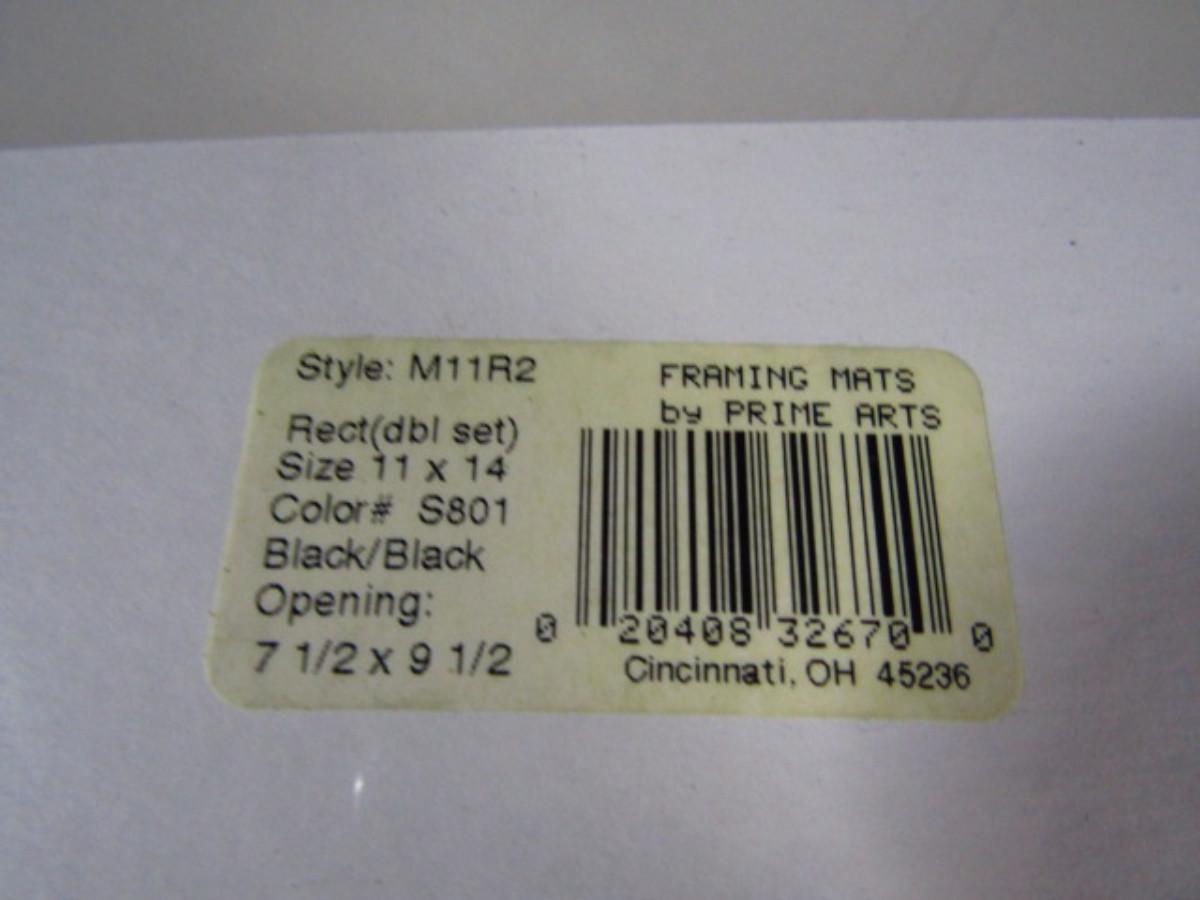 Style: M11R2
Rect(dbl set)
Size 11 x 14
Color# S801
Black/Black
Opening:
7 1/2 x 9 1/2
FRAMING MATS
by PRIME ARTS
0 20408 32670 0
Cincinnati, OH 45236